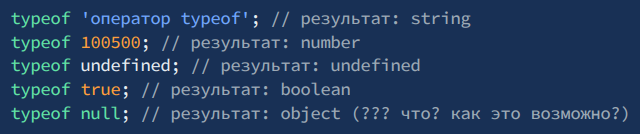 typeof 'оператор typeof'; // результат: string
typeof 100500; // результат: number
typeof undefined; // результат: undefined
typeof true; // результат: boolean
typeof null; // результат: object (??? что? как это возможно?)